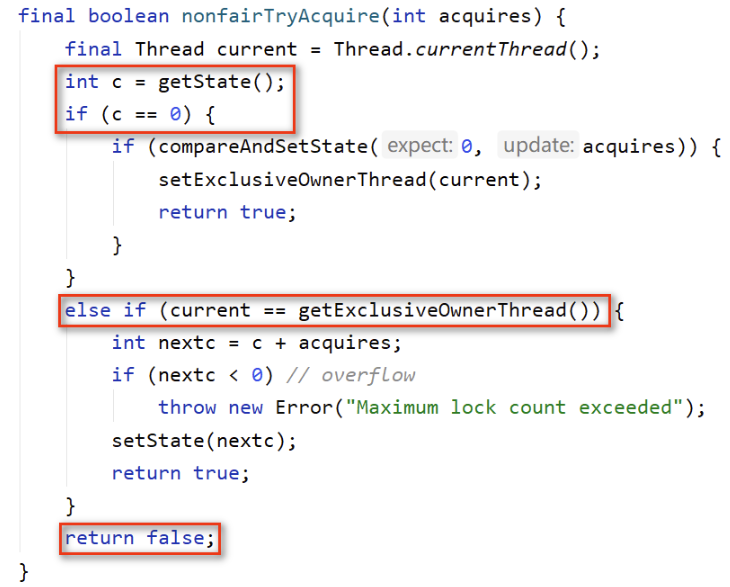 final boolean nonfairTryAcquire(int acquires) {
final Thread current = Thread.currentThread();
int c = getState();
if (c == 0) {
if (compareAndSetState( expect: 0, update: acquires)) {
setExclusiveOwnerThread(current);
return true;
}
}
else if (current == getExclusiveOwnerThread()) {
int nextc = c + acquires;
if (nextc < 0) // overflow
throw new Error("Maximum lock count exceeded");
setState(nextc);
return true;
}
return false;
}